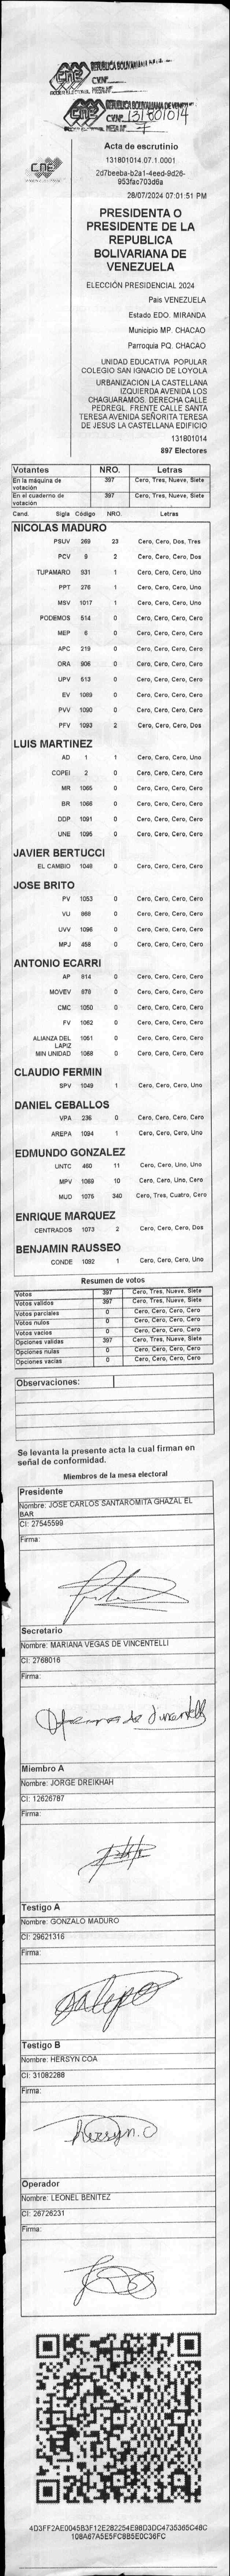 CNE
REPÚBLICA BOLIVARIANA
CNE
REPÚBLICA BOLIVARIANA DE VENEZUELA
131801014
MESA Nº 7
CNE
Acta de escrutinio
131801014.07.1.0001
2d7beeba-b2a1-4eed-9d26-
953fac703d6a
28/07/2024 07:01:51 PM
PRESIDENTA O
PRESIDENTE DE LA
REPUBLICA
BOLIVARIANA DE
VENEZUELA
ELECCIÓN PRESIDENCIAL 2024
Pais VENEZUELA
Estado EDO. MIRANDA
Municipio MP. CHACAO
Parroquia PQ. CHACAO
UNIDAD EDUCATIVA POPULAR
COLEGIO SAN IGNACIO DE LOYOLA
URBANIZACION LA CASTELLANA
IZQUIERDA AVENIDA LOS
CHAGUARAMOS. DERECHA CALLE
PEDREGL. FRENTE CALLE SANTA
TERESA AVENIDA SEÑORITA TERESA
DE JESUS LA CASTELLANA EDIFICIO
131801014
897 Electores
Votantes NRO. Letras
En la máquina de votación 397 Cero, Tres, Nueve, Siete
En el cuaderno de votación 397 Cero, Tres, Nueve, Siete
Cand. Sigla Código NRO. Letras
NICOLAS MADURO
PSUV 269 23 Cero, Cero, Dos, Tres
PCV 9 2 Cero, Cero, Cero, Dos
TUPAMARO 931 1 Cero, Cero, Cero, Uno
PPT 276 1 Cero, Cero, Cero, Uno
MSV 1017 1 Cero, Cero, Cero, Uno
PODEMOS 514 0 Cero, Cero, Cero, Cero
MEP 6 0 Cero, Cero, Cero, Cero
APC 219 0 Cero, Cero, Cero, Cero
ORA 906 0 Cero, Cero, Cero, Cero
UPV 613 0 Cero, Cero, Cero, Cero
EV 1089 0 Cero, Cero, Cero, Cero
PVV 1090 0 Cero, Cero, Cero, Cero
PFV 1093 2 Cero, Cero, Cero, Dos
LUIS MARTINEZ
AD 1 1 Cero, Cero, Cero, Uno
COPEI 2 0 Cero, Cero, Cero, Cero
MR 1065 0 Cero, Cero, Cero, Cero
BR 1066 0 Cero, Cero, Cero, Cero
DDP 1091 0 Cero, Cero, Cero, Cero
UNE 1095 0 Cero, Cero, Cero, Cero
JAVIER BERTUCCI
EL CAMBIO 1048 0 Cero, Cero, Cero, Cero
JOSE BRITO
PV 1053 0 Cero, Cero, Cero, Cero
VU 868 0 Cero, Cero, Cero, Cero
UVV 1096 0 Cero, Cero, Cero, Cero
MPJ 458 0 Cero, Cero, Cero, Cero
ANTONIO ECARRI
AP 814 0 Cero, Cero, Cero, Cero
MOVEV 878 0 Cero, Cero, Cero, Cero
CMC 1050 0 Cero, Cero, Cero, Cero
FV 1062 0 Cero, Cero, Cero, Cero
ALIANZA DEL LAPIZ 1051 0 Cero, Cero, Cero, Cero
MIN UNIDAD 1068 0 Cero, Cero, Cero, Cero
CLAUDIO FERMIN
SPV 1049 1 Cero, Cero, Cero, Uno
DANIEL CEBALLOS
VPA 236 0 Cero, Cero, Cero, Cero
AREPA 1094 1 Cero, Cero, Cero, Uno
EDMUNDO GONZALEZ
UNTC 460 11 Cero, Cero, Uno, Uno
MPV 1069 10 Cero, Cero, Uno, Cero
MUD 1075 340 Cero, Tres, Cuatro, Cero
ENRIQUE MARQUEZ
CENTRADOS 1073 2 Cero, Cero, Cero, Dos
BENJAMIN RAUSSEO
CONDE 1092 1 Cero, Cero, Cero, Uno
Resumen de votos
Votos 397 Cero, Tres, Nueve, Siete
Votos validos 397 Cero, Tres, Nueve, Siete
Votos parciales 0 Cero, Cero, Cero, Cero
Votos nulos 0 Cero, Cero, Cero, Cero
Votos vacios 0 Cero, Cero, Cero, Cero
Opciones validas 397 Cero, Tres, Nueve, Siete
Opciones nulas 0 Cero, Cero, Cero, Cero
Opciones vacias 0 Cero, Cero, Cero, Cero
Observaciones:
Se levanta la presente acta la cual firman en
señal de conformidad.
Miembros de la mesa electoral
Presidente
Nombre: JOSE CARLOS SANTAROMITA GHAZAL EL
BAR
CI: 27545599
Firma:
Secretario
Nombre: MARIANA VEGAS DE VINCENTELLI
CI: 2768016
Firma:
Miembro A
Nombre: JORGE DREIKHAH
CI: 12626787
Firma:
Testigo A
Nombre: GONZALO MADURO
CI: 29621316
Firma:
Testigo B
Nombre: HERSYN COA
CI: 31082288
Firma:
Hersyn.C
Operador
Nombre: LEONEL BENITEZ
CI: 26726231
Firma:
4D3FF2AE0045B3F12E282254E98D3DC4735365C48C
108A67A5E5FC8B5E0C36FC